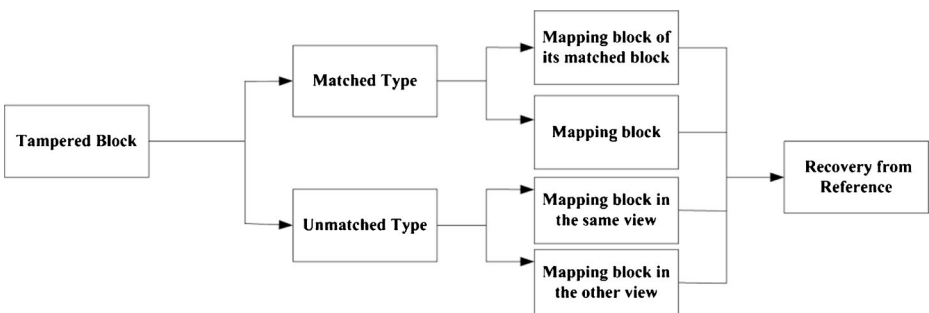 Tampered Block
Matched Type
Unmatched Type
Mapping block of
its matched block
Mapping block
Mapping block in
the same view
Mapping block in
the other view
Recovery from
Reference